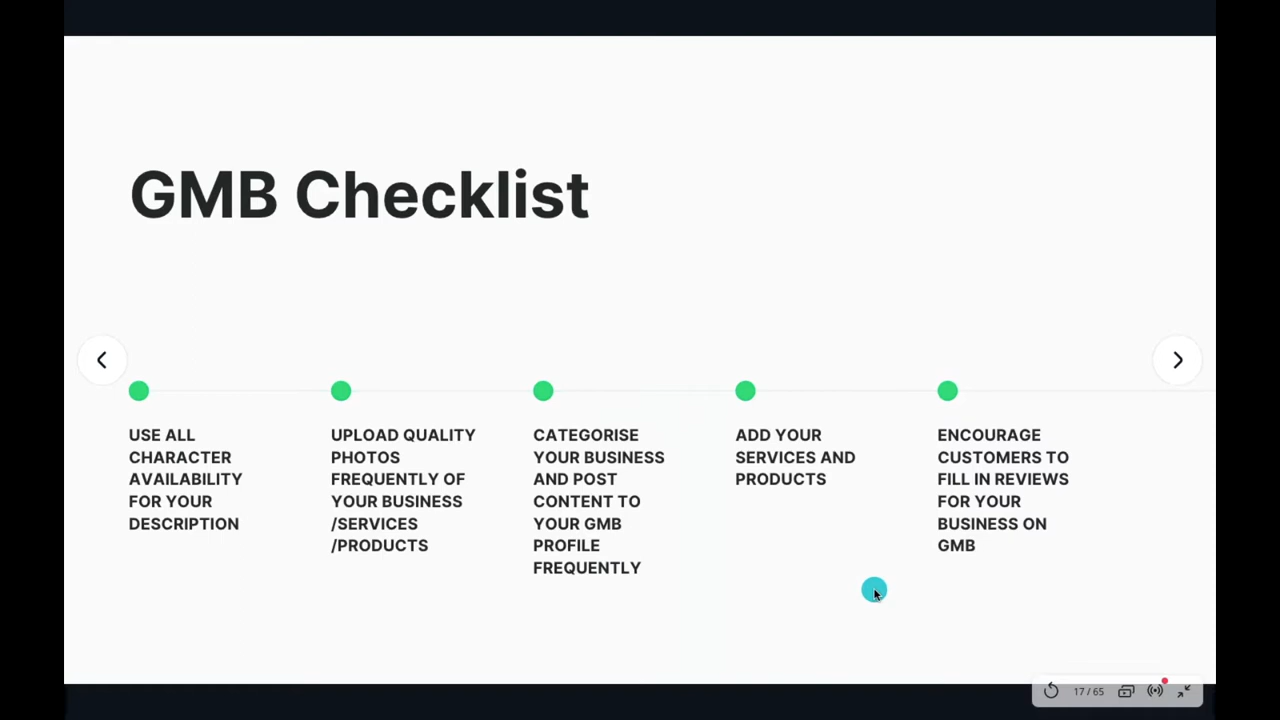 GMB Checklist
USE ALL
CHARACTER
AVAILABILITY
FOR YOUR
DESCRIPTION
UPLOAD QUALITY
PHOTOS
FREQUENTLY OF
YOUR BUSINESS
/SERVICES
/PRODUCTS
CATEGORISE
YOUR BUSINESS
AND POST
CONTENT TO
YOUR GMB
PROFILE
FREQUENTLY
ADD YOUR
SERVICES AND
PRODUCTS
ENCOURAGE
CUSTOMERS TO
FILL IN REVIEWS
FOR YOUR
BUSINESS ON
GMB
17 / 65